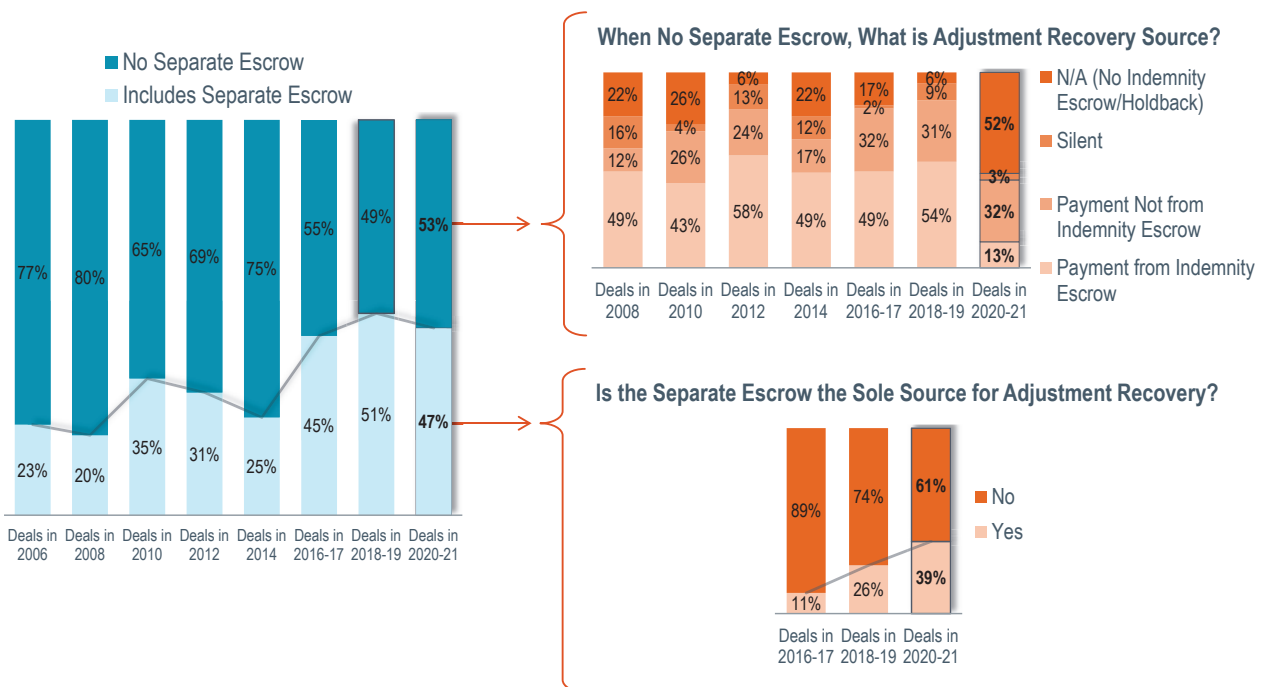 No Separate Escrow
Includes Separate Escrow
77%
80%
65%
69%
75%
55%
49%
53%
23%
20%
35%
31%
25%
45%
51%
47%
Deals in 2006
Deals in 2008
Deals in 2010
Deals in 2012
Deals in 2014
Deals in 2016-17
Deals in 2018-19
Deals in 2020-21
When No Separate Escrow, What is Adjustment Recovery Source?
22%
16%
12%
49%
26%
4%
26%
43%
6%
13%
24%
58%
22%
12%
17%
49%
17%
2%
32%
49%
6%
9%
31%
54%
52%
3%
32%
13%
Deals in 2008
Deals in 2010
Deals in 2012
Deals in 2014
Deals in 2016-17
Deals in 2018-19
Deals in 2020-21
N/A (No Indemnity
Escrow/Holdback)
Silent
Payment Not from
Indemnity Escrow
Payment from Indemnity
Escrow
Is the Separate Escrow the Sole Source for Adjustment Recovery?
89%
74%
61%
11%
26%
39%
No
Yes
Deals in 2016-17
Deals in 2018-19
Deals in 2020-21